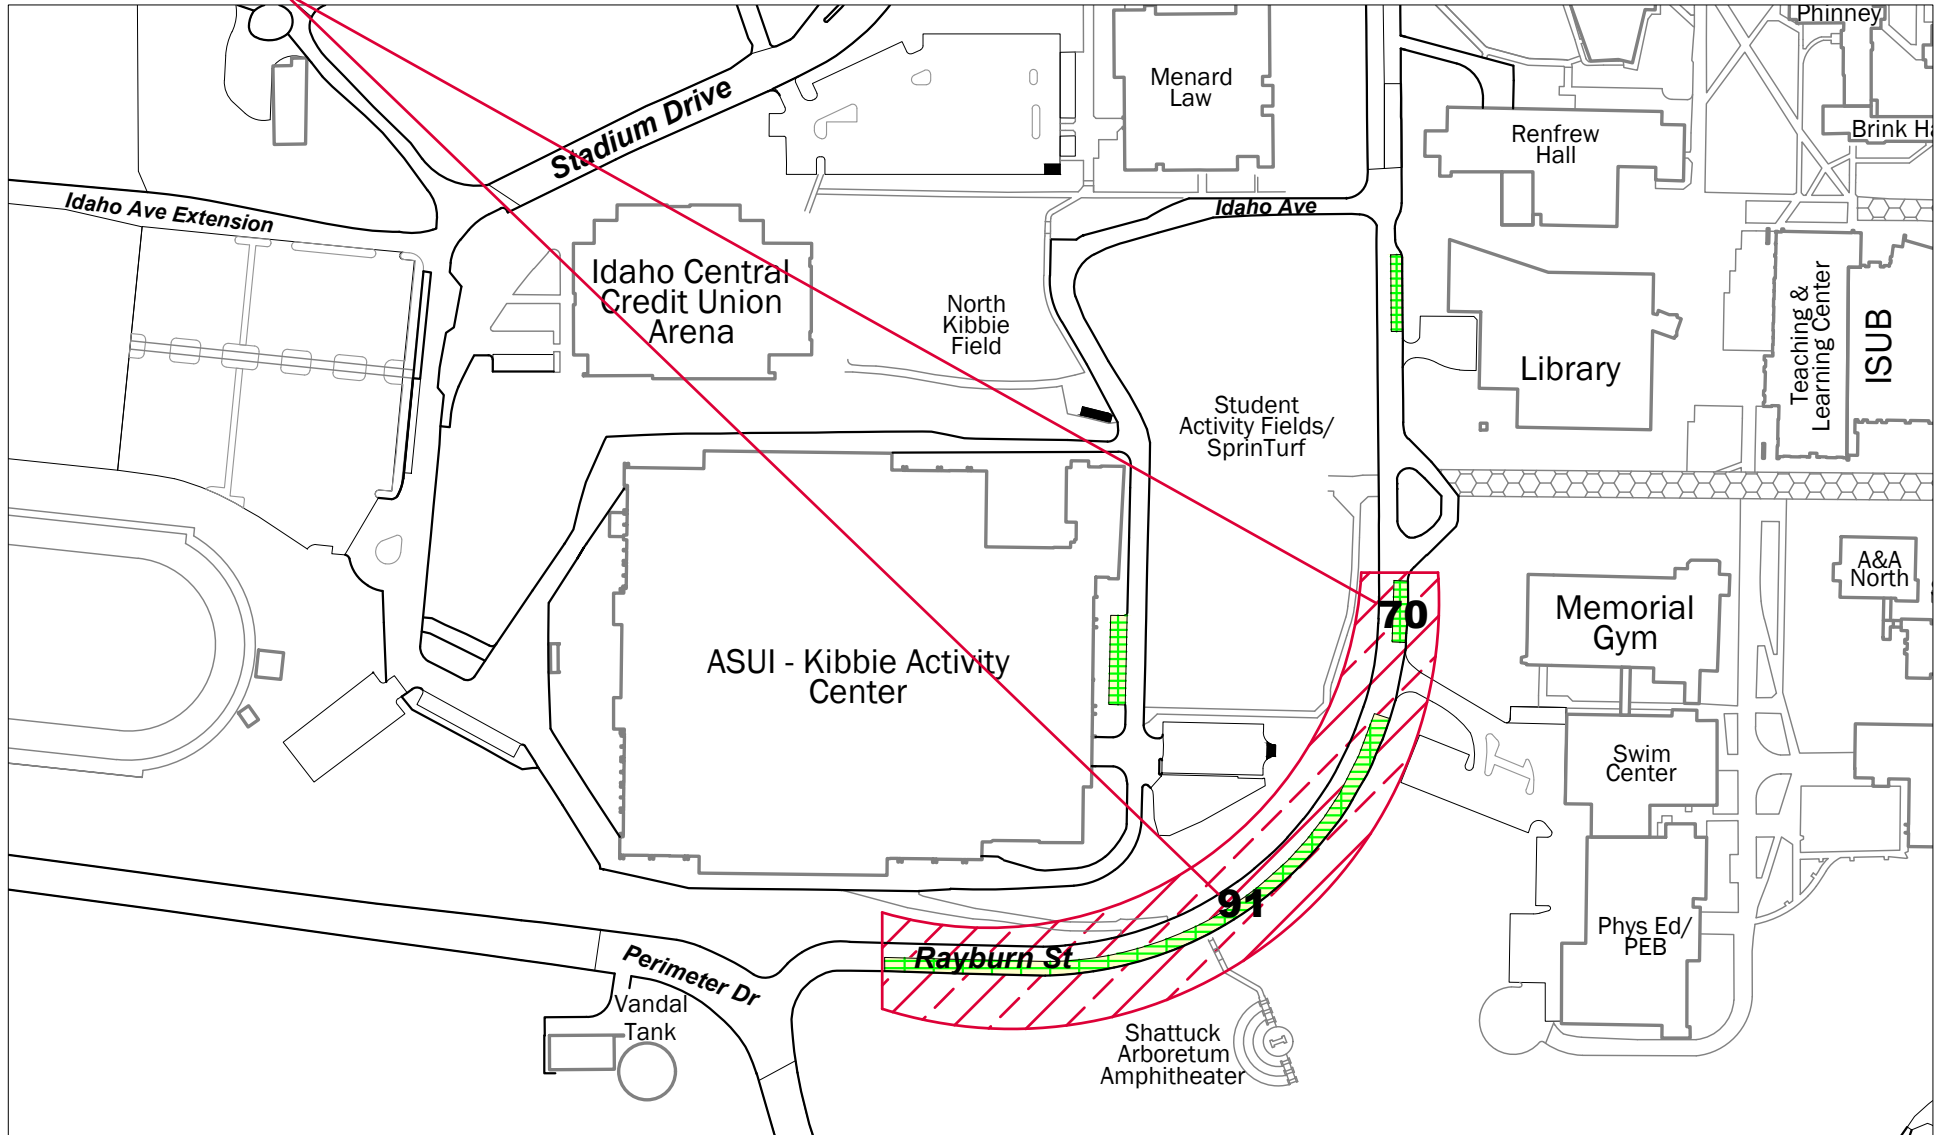 Phinney
Menard
Law
Stadium Drive
Renfrew
Hall
Brink Ha
Idaho Ave Extension
Idaho Ave
Idaho Central
Credit Union
Arena
North
Kibbie
Field
Library
Teaching &
Learning Center
ISUB
Student
Activity Fields/
SprinTurf
A&A
North
70
Memorial
Gym
ASUI - Kibbie Activity
Center
Swim
Center
91
Phys Ed/
PEB
Rayburn St
Perimeter Dr
Vandal
Tank
Shattuck
Arboretum
Amphitheater